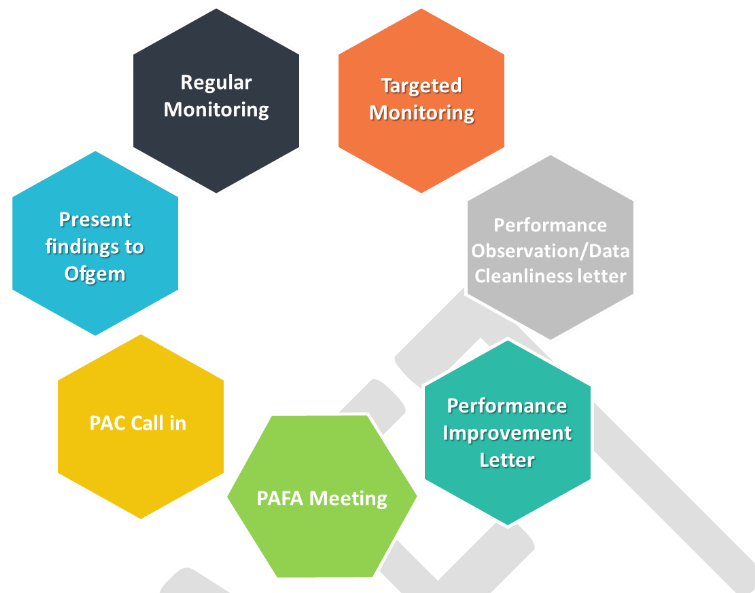 Regular
Monitoring
Targeted
Monitoring
Performance
Observation/Data
Cleanliness letter
Performance
Improvement
Letter
PAFA Meeting
PAC Call in
Present
findings to
Ofgem